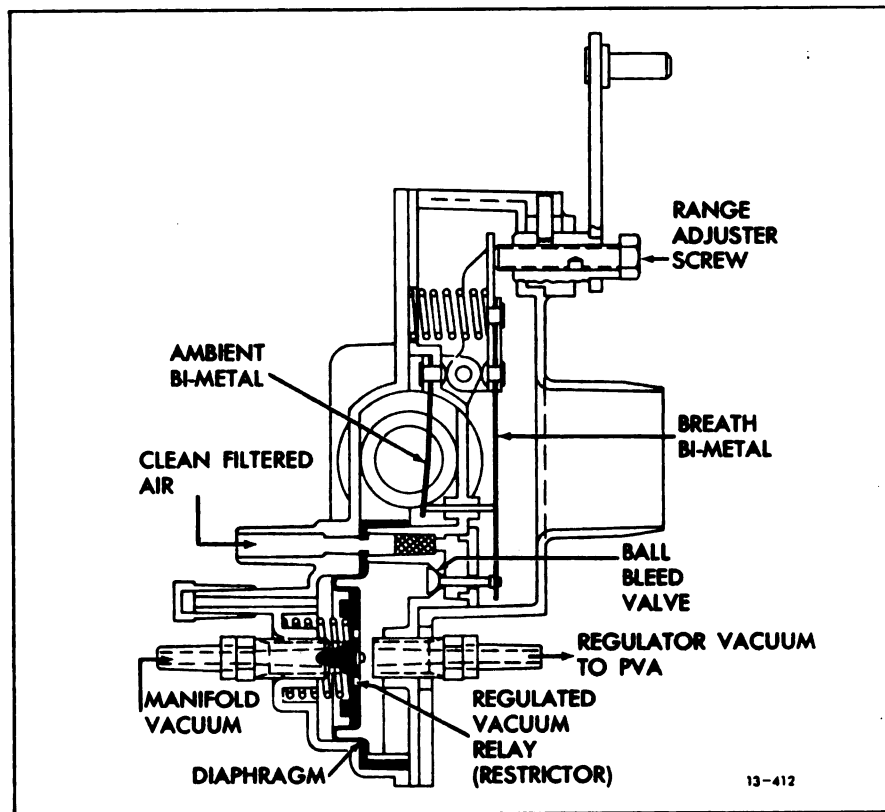 RANGE
ADJUSTER
SCREW
AMBIENT
BI-METAL
BREATH
BI-METAL
CLEAN FILTERED
AIR
BALL
BLEED
VALVE
REGULATOR VACUUM
TO PVA
MANIFOLD
VACUUM
REGULATED
VACUUM
RELAY
(RESTRICTOR)
DIAPHRAGM
13-412